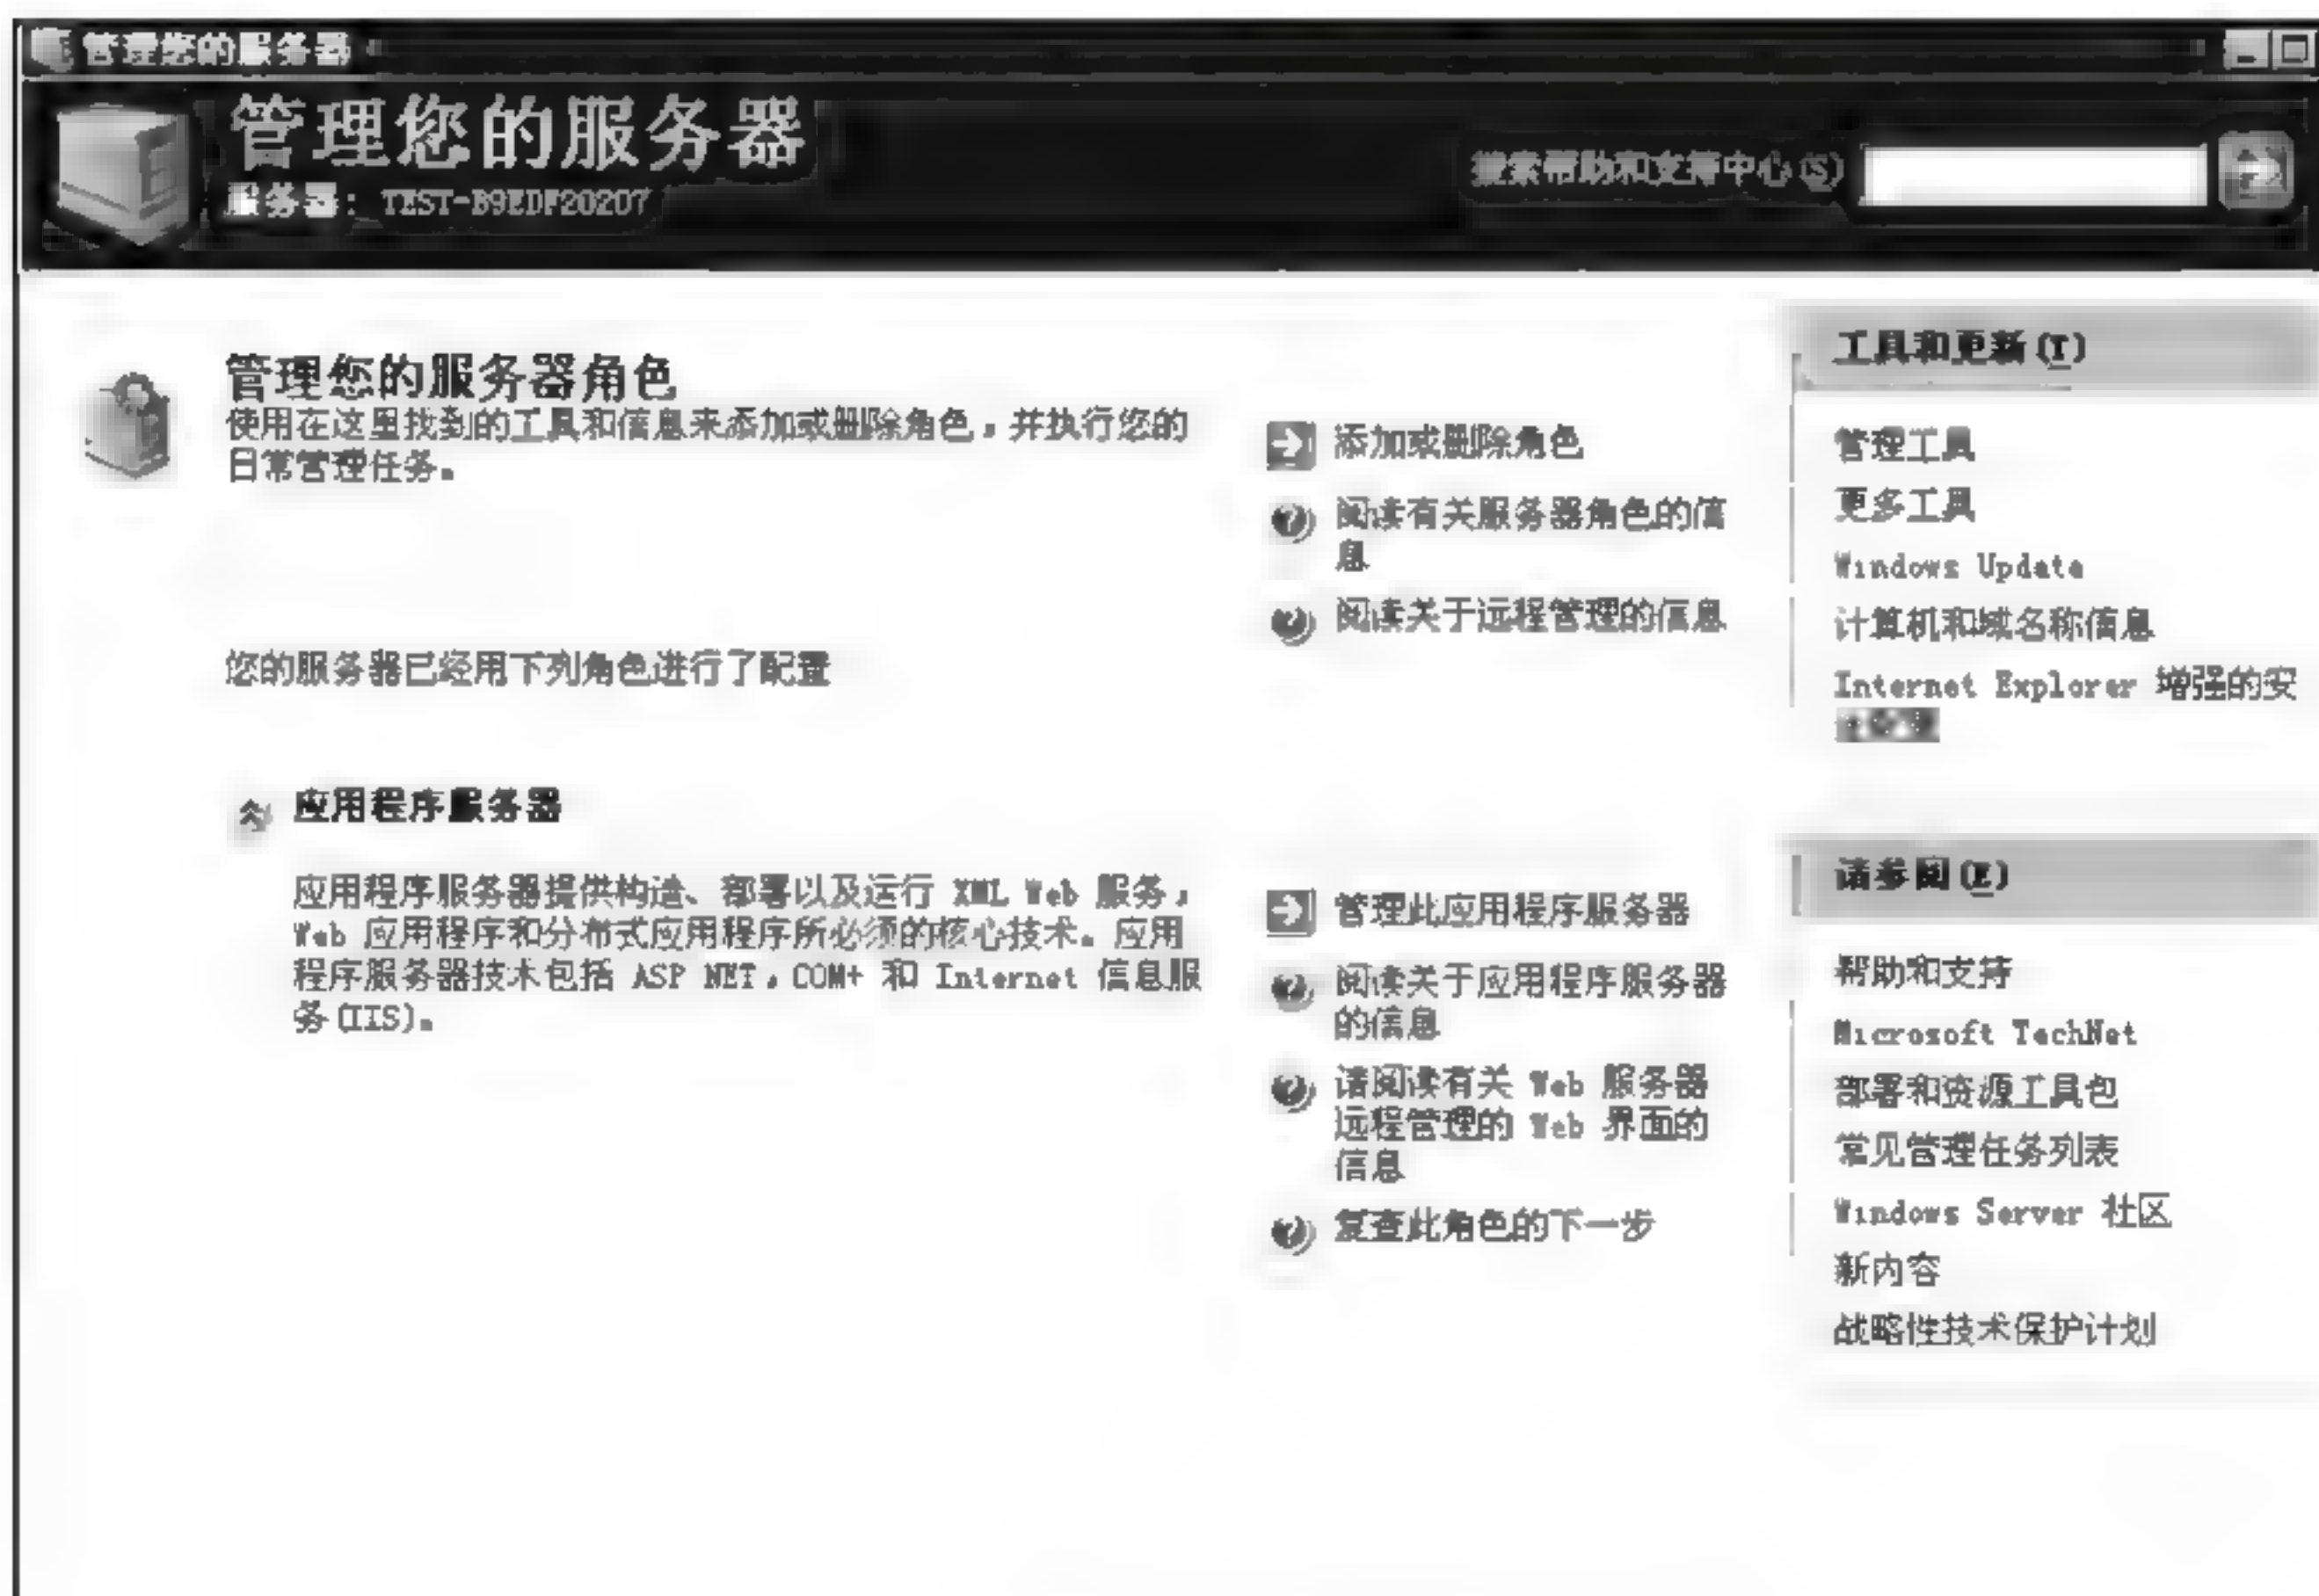 管理您的服务器
管理您的服务器
服务器: TEST-B9EDF20207
搜索帮助和支持中心(S)
管理您的服务器角色
使用在这里找到的工具和信息来添加或删除角色，并执行您的
日常管理任务。
您的服务器已经用下列角色进行了配置
应用程序服务器
应用程序服务器提供构造、部署以及运行 XML Web 服务，
Web 应用程序和分布式应用程序所必须的核心技术。应用
程序服务器技术包括 ASP NET，COM+ 和 Internet 信息服
务(IIS)。
添加或删除角色
阅读有关服务器角色的信
息
阅读关于远程管理的信息
管理此应用程序服务器
阅读关于应用程序服务器
的信息
请阅读有关 Web 服务器
远程管理的 Web 界面的
信息
复查此角色的下一步
工具和更新(T)
管理工具
更多工具
Windows Update
计算机和域名称信息
Internet Explorer 增强的安
请参阅(E)
帮助和支持
Microsoft TechNet
部署和资源工具包
常见管理任务列表
Windows Server 社区
新内容
战略性技术保护计划